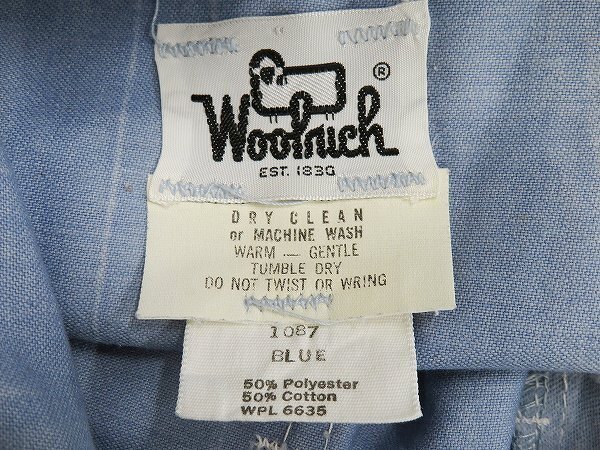 ®
Woolrich
EST. 1830
DRY CLEAN
or MACHINE WASH
WARM — GENTLE
TUMBLE DRY
DO NOT TWIST OR WRING
1087
BLUE
50% Polyester
50% Cotton
WPL 6635